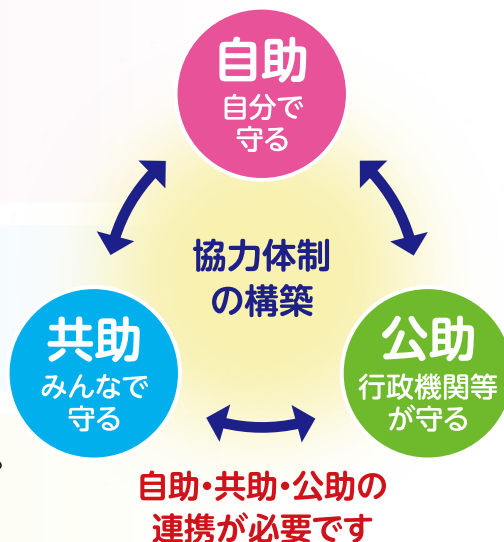 自助
自分で
守る
協力体制
の構築
共助
みんなで
守る
公助
行政機関等
が守る
。
自助・共助・公助の
連携が必要です